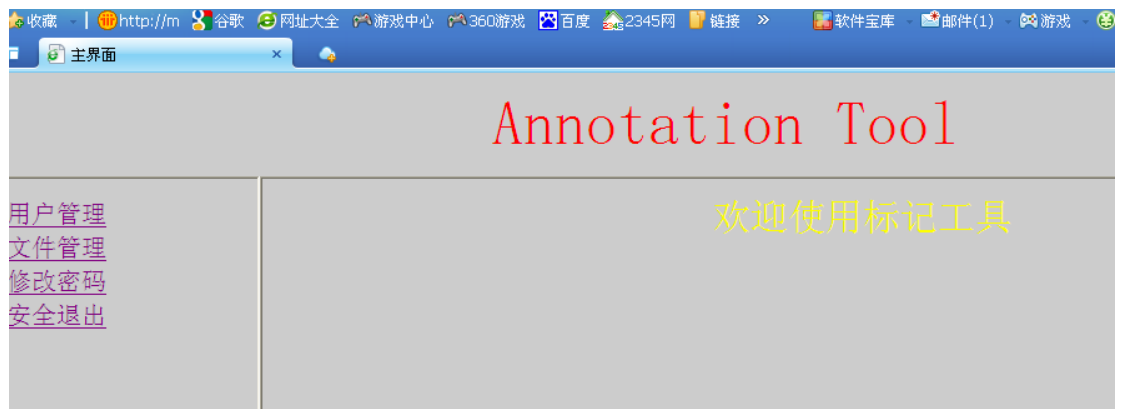 收藏 http://m 谷歌 网址大全 游戏中心 360游戏 百度 2345网 链接 » 软件宝库 邮件(1) 游戏
主界面 ×
Annotation Tool
用户管理
文件管理
修改密码
安全退出
欢迎使用标记工具